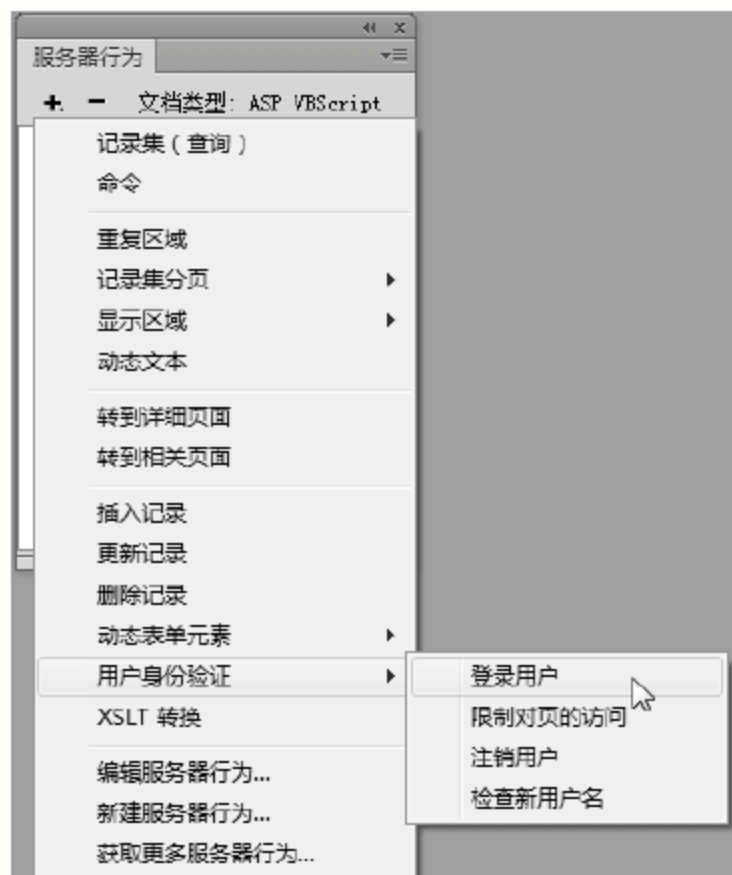 服务器行为
文档类型: ASP VBScript
记录集(查询)
命令
重复区域
记录集分页
显示区域
动态文本
转到详细页面
转到相关页面
插入记录
更新记录
删除记录
动态表单元素
用户身份验证
登录用户
XSLT 转换
限制对页的访问
注销用户
检查新用户名
编辑服务器行为...
新建服务器行为...
获取更多服务器行为...